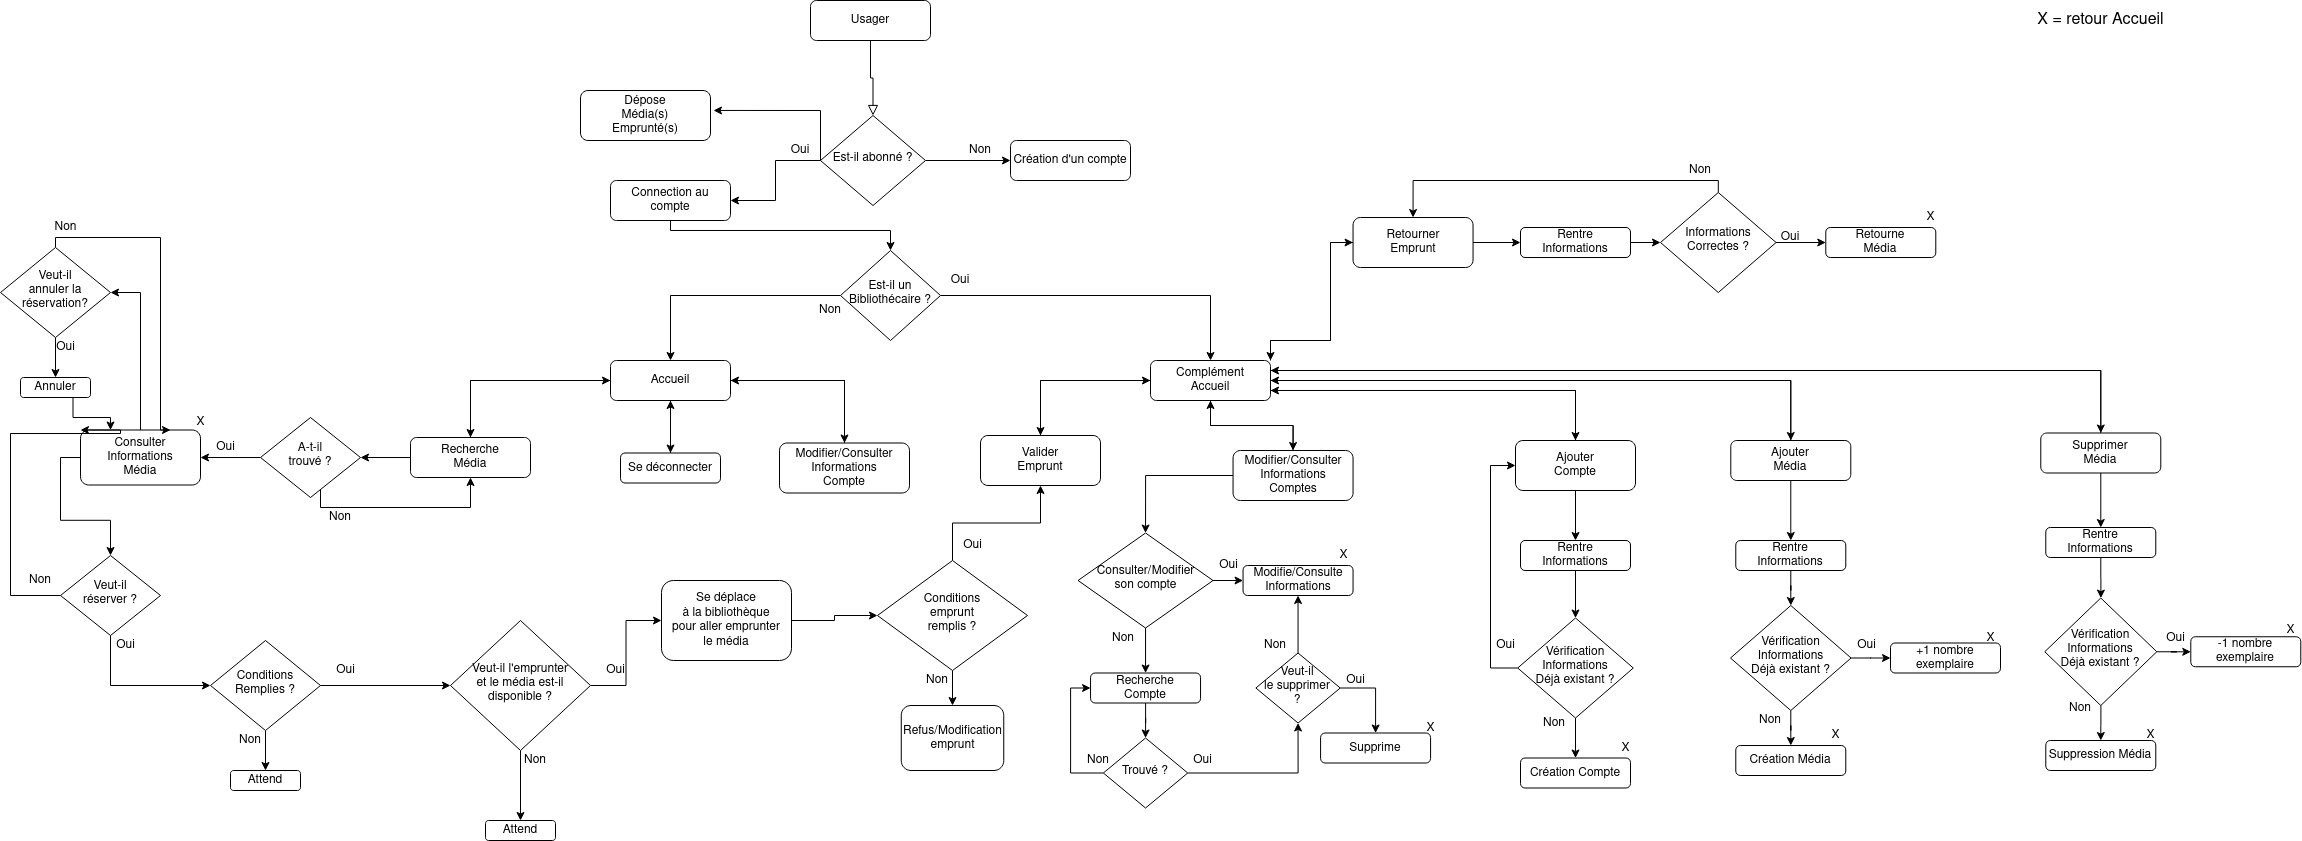 Usager
X = retour Accueil
Dépose
Média(s)
Emprunté(s)
Oui
Est-il abonné ?
Non
Création d'un compte
Connection au
compte
Non
Retourner
Emprunt
Rentre
Informations
Informations
Correctes ?
Oui
X
Retourne
Média
Non
Veut-il
annuler la
réservation?
Oui
Annuler
Est-il un
Bibliothécaire ?
Oui
Non
Accueil
Complément
Accueil
X
Consulter
Informations
Média
Oui
A-t-il
trouvé ?
Non
Recherche
Média
Se déconnecter
Modifier/Consulter
Informations
Compte
Valider
Emprunt
Modifier/Consulter
Informations
Comptes
Ajouter
Compte
Ajouter
Média
Supprimer
Média
Non
Veut-il
réserver ?
Oui
Conditions
Remplies ?
Oui
Non
Attend
Veut-il l'emprunter
et le média est-il
disponible ?
Oui
Non
Attend
Se déplace
à la bibliothèque
pour aller emprunter
le média
Oui
Conditions
emprunt
remplis ?
Non
Refus/Modification
emprunt
Consulter/Modifier
son compte
Oui
X
Modifie/Consulte
Informations
Non
Recherche
Compte
Non
Trouvé ?
Oui
Non
Veut-il
le supprimer
?
Oui
X
Supprime
Rentre
Informations
Oui
Vérification
Informations
Déjà existant ?
Non
X
Création Compte
Rentre
Informations
Vérification
Informations
Déjà existant ?
Oui
X
+1 nombre
exemplaire
Non
X
Création Média
Rentre
Informations
Vérification
Informations
Déjà existant ?
Oui
X
-1 nombre
exemplaire
Non
X
Suppression Média